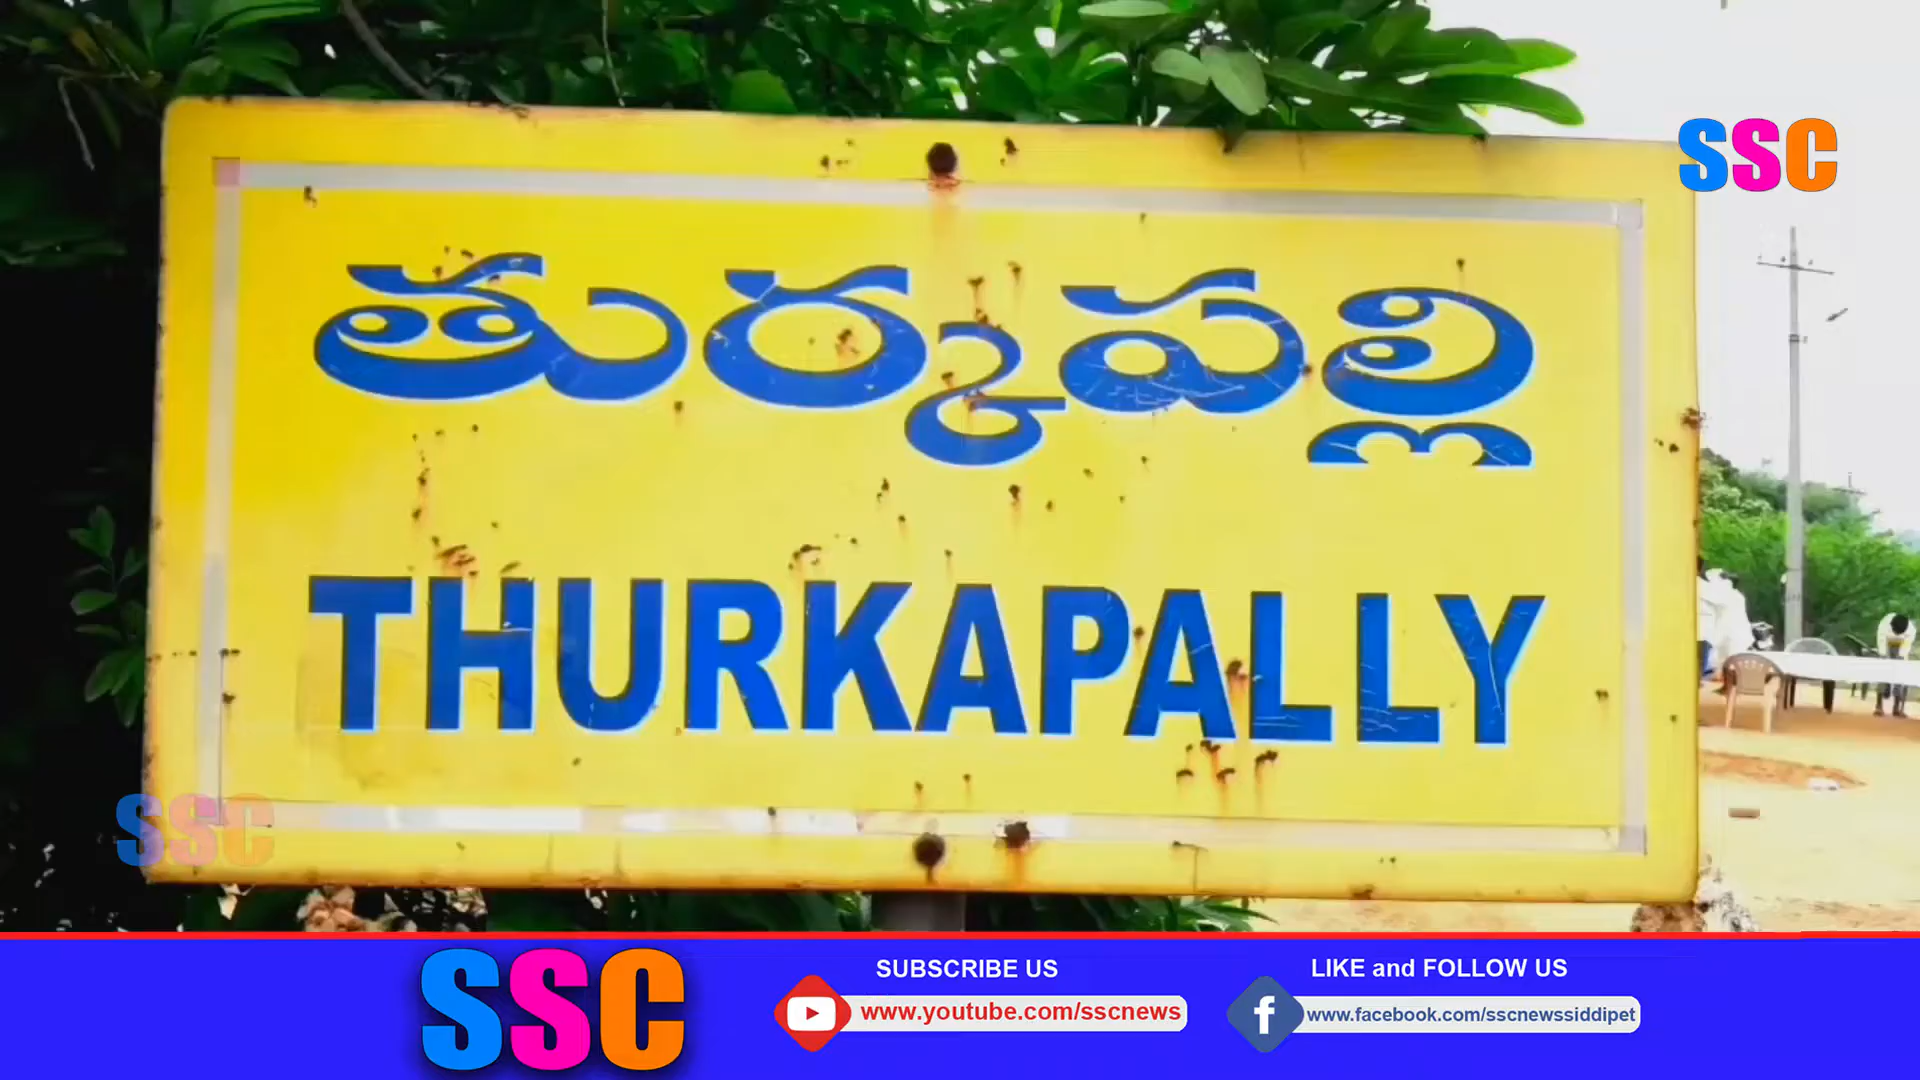 SSC
తుర్కపల్లి
THURKAPALLY
SSC
SSC
SUBSCRIBE US
www.youtube.com/sscnews
LIKE and FOLLOW US
www.facebook.com/sscnewssiddipet